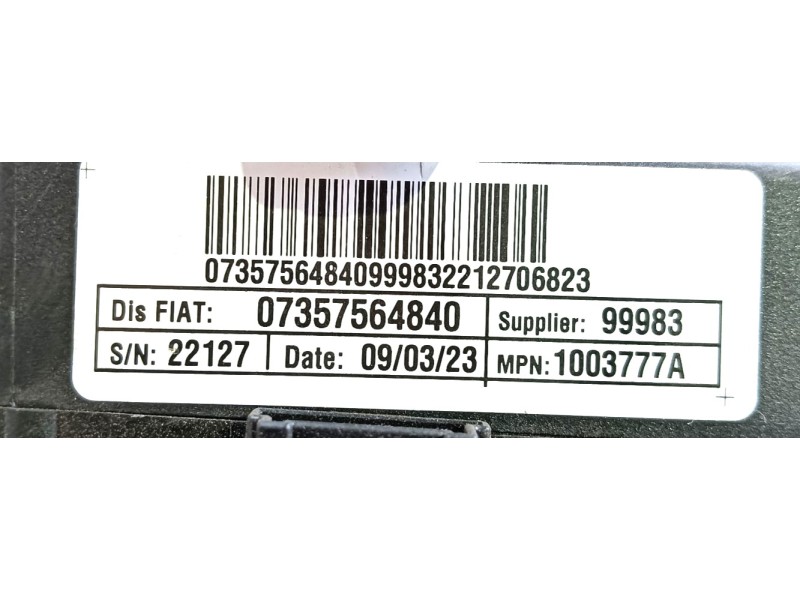 07357564840999832212706823
Dis FIAT: 07357564840 Supplier: 99983
S/N: 22127 Date: 09/03/23 MPN: 1003777A